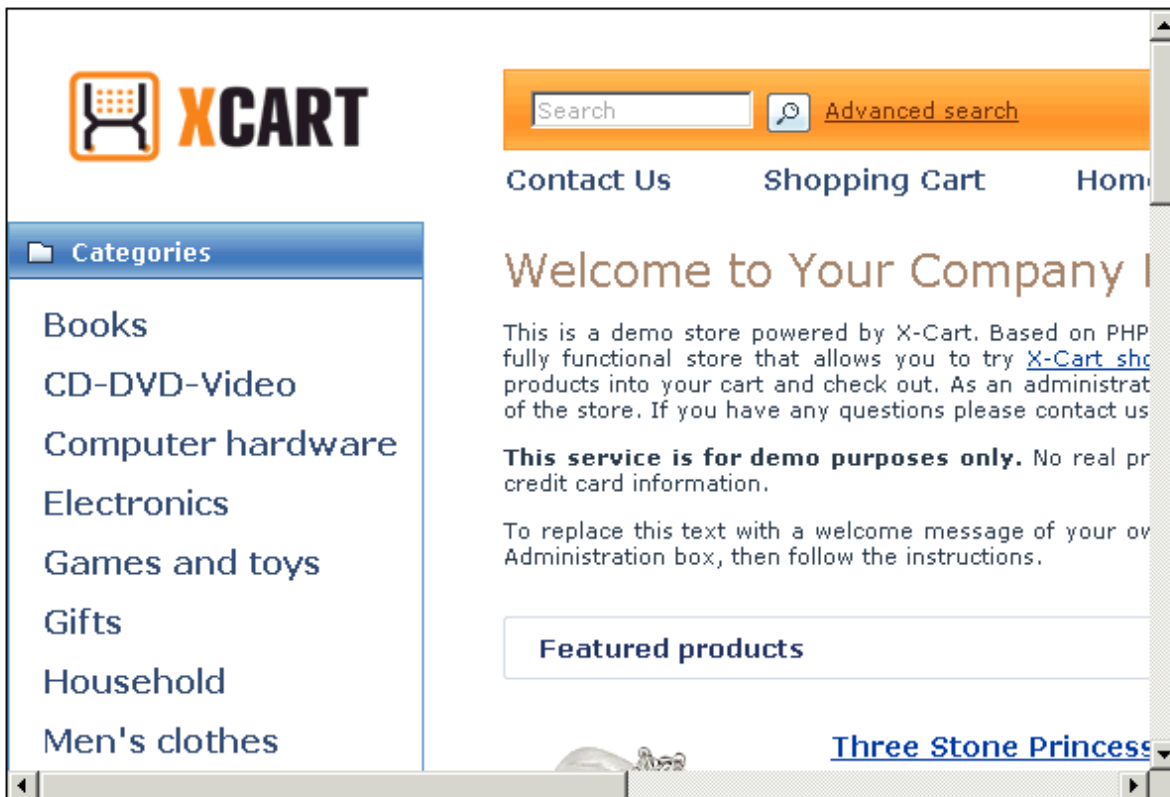 XCART
Search
Advanced search
Contact Us
Shopping Cart
Categories
Books
CD-DVD-Video
Computer hardware
Electronics
Games and toys
Gifts
Household
Men's clothes
Welcome to Your Company
This is a demo store powered by X-Cart. Based on PHP
fully functional store that allows you to try X-Cart
products into your cart and check out. As an
of the store. If you have any questions please contact us
This service is for demo purposes only. No real
credit card information.
To replace this text with a welcome message of your
Administration box, then follow the instructions.
Featured products
Three Stone Princess